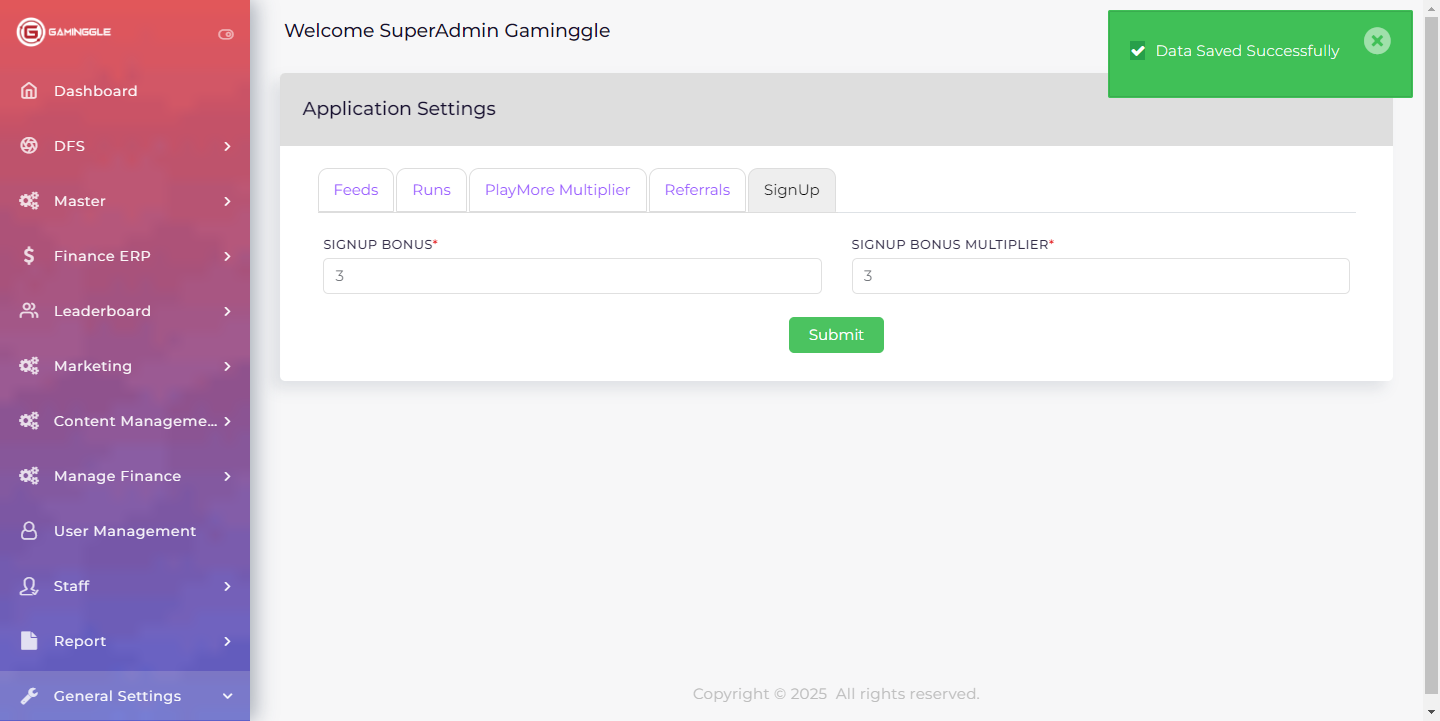 GAMINGGLE
Dashboard
DFS
Master
Finance ERP
Leaderboard
Marketing
Content Manageme...
Manage Finance
User Management
Staff
Report
General Settings
Welcome SuperAdmin Gaminggle
Data Saved Successfully
Application Settings
Feeds
Runs
PlayMore Multiplier
Referrals
SignUp
SIGNUP BONUS*
3
SIGNUP BONUS MULTIPLIER*
3
Submit
Copyright © 2025 All rights reserved.